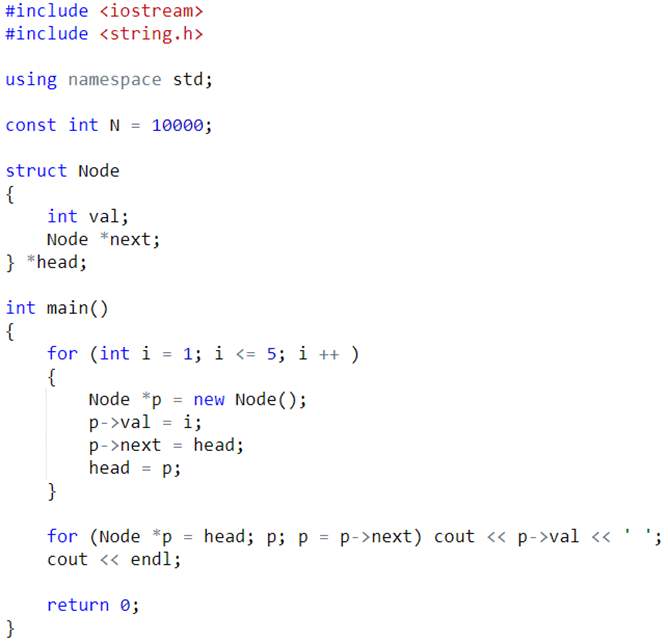 #include <iostream>
#include <string.h>

using namespace std;

const int N = 10000;

struct Node
{
    int val;
    Node *next;
} *head;

int main()
{
    for (int i = 1; i <= 5; i ++ )
    {
        Node *p = new Node();
        p->val = i;
        p->next = head;
        head = p;
    }

    for (Node *p = head; p; p = p->next) cout << p->val << ' ';
    cout << endl;

    return 0;
}